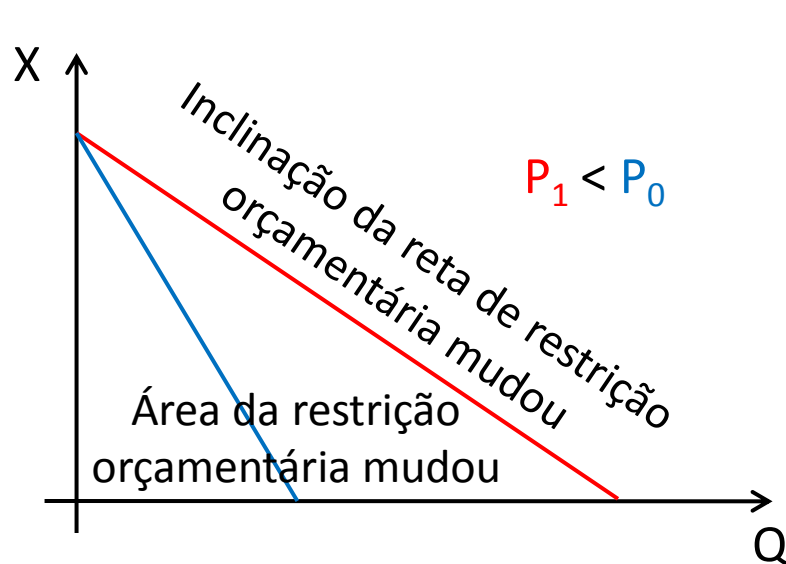 X
Inclinação da reta de restrição
orçamentária mudou
P1 < P0
Área da restrição
orçamentária mudou
Q